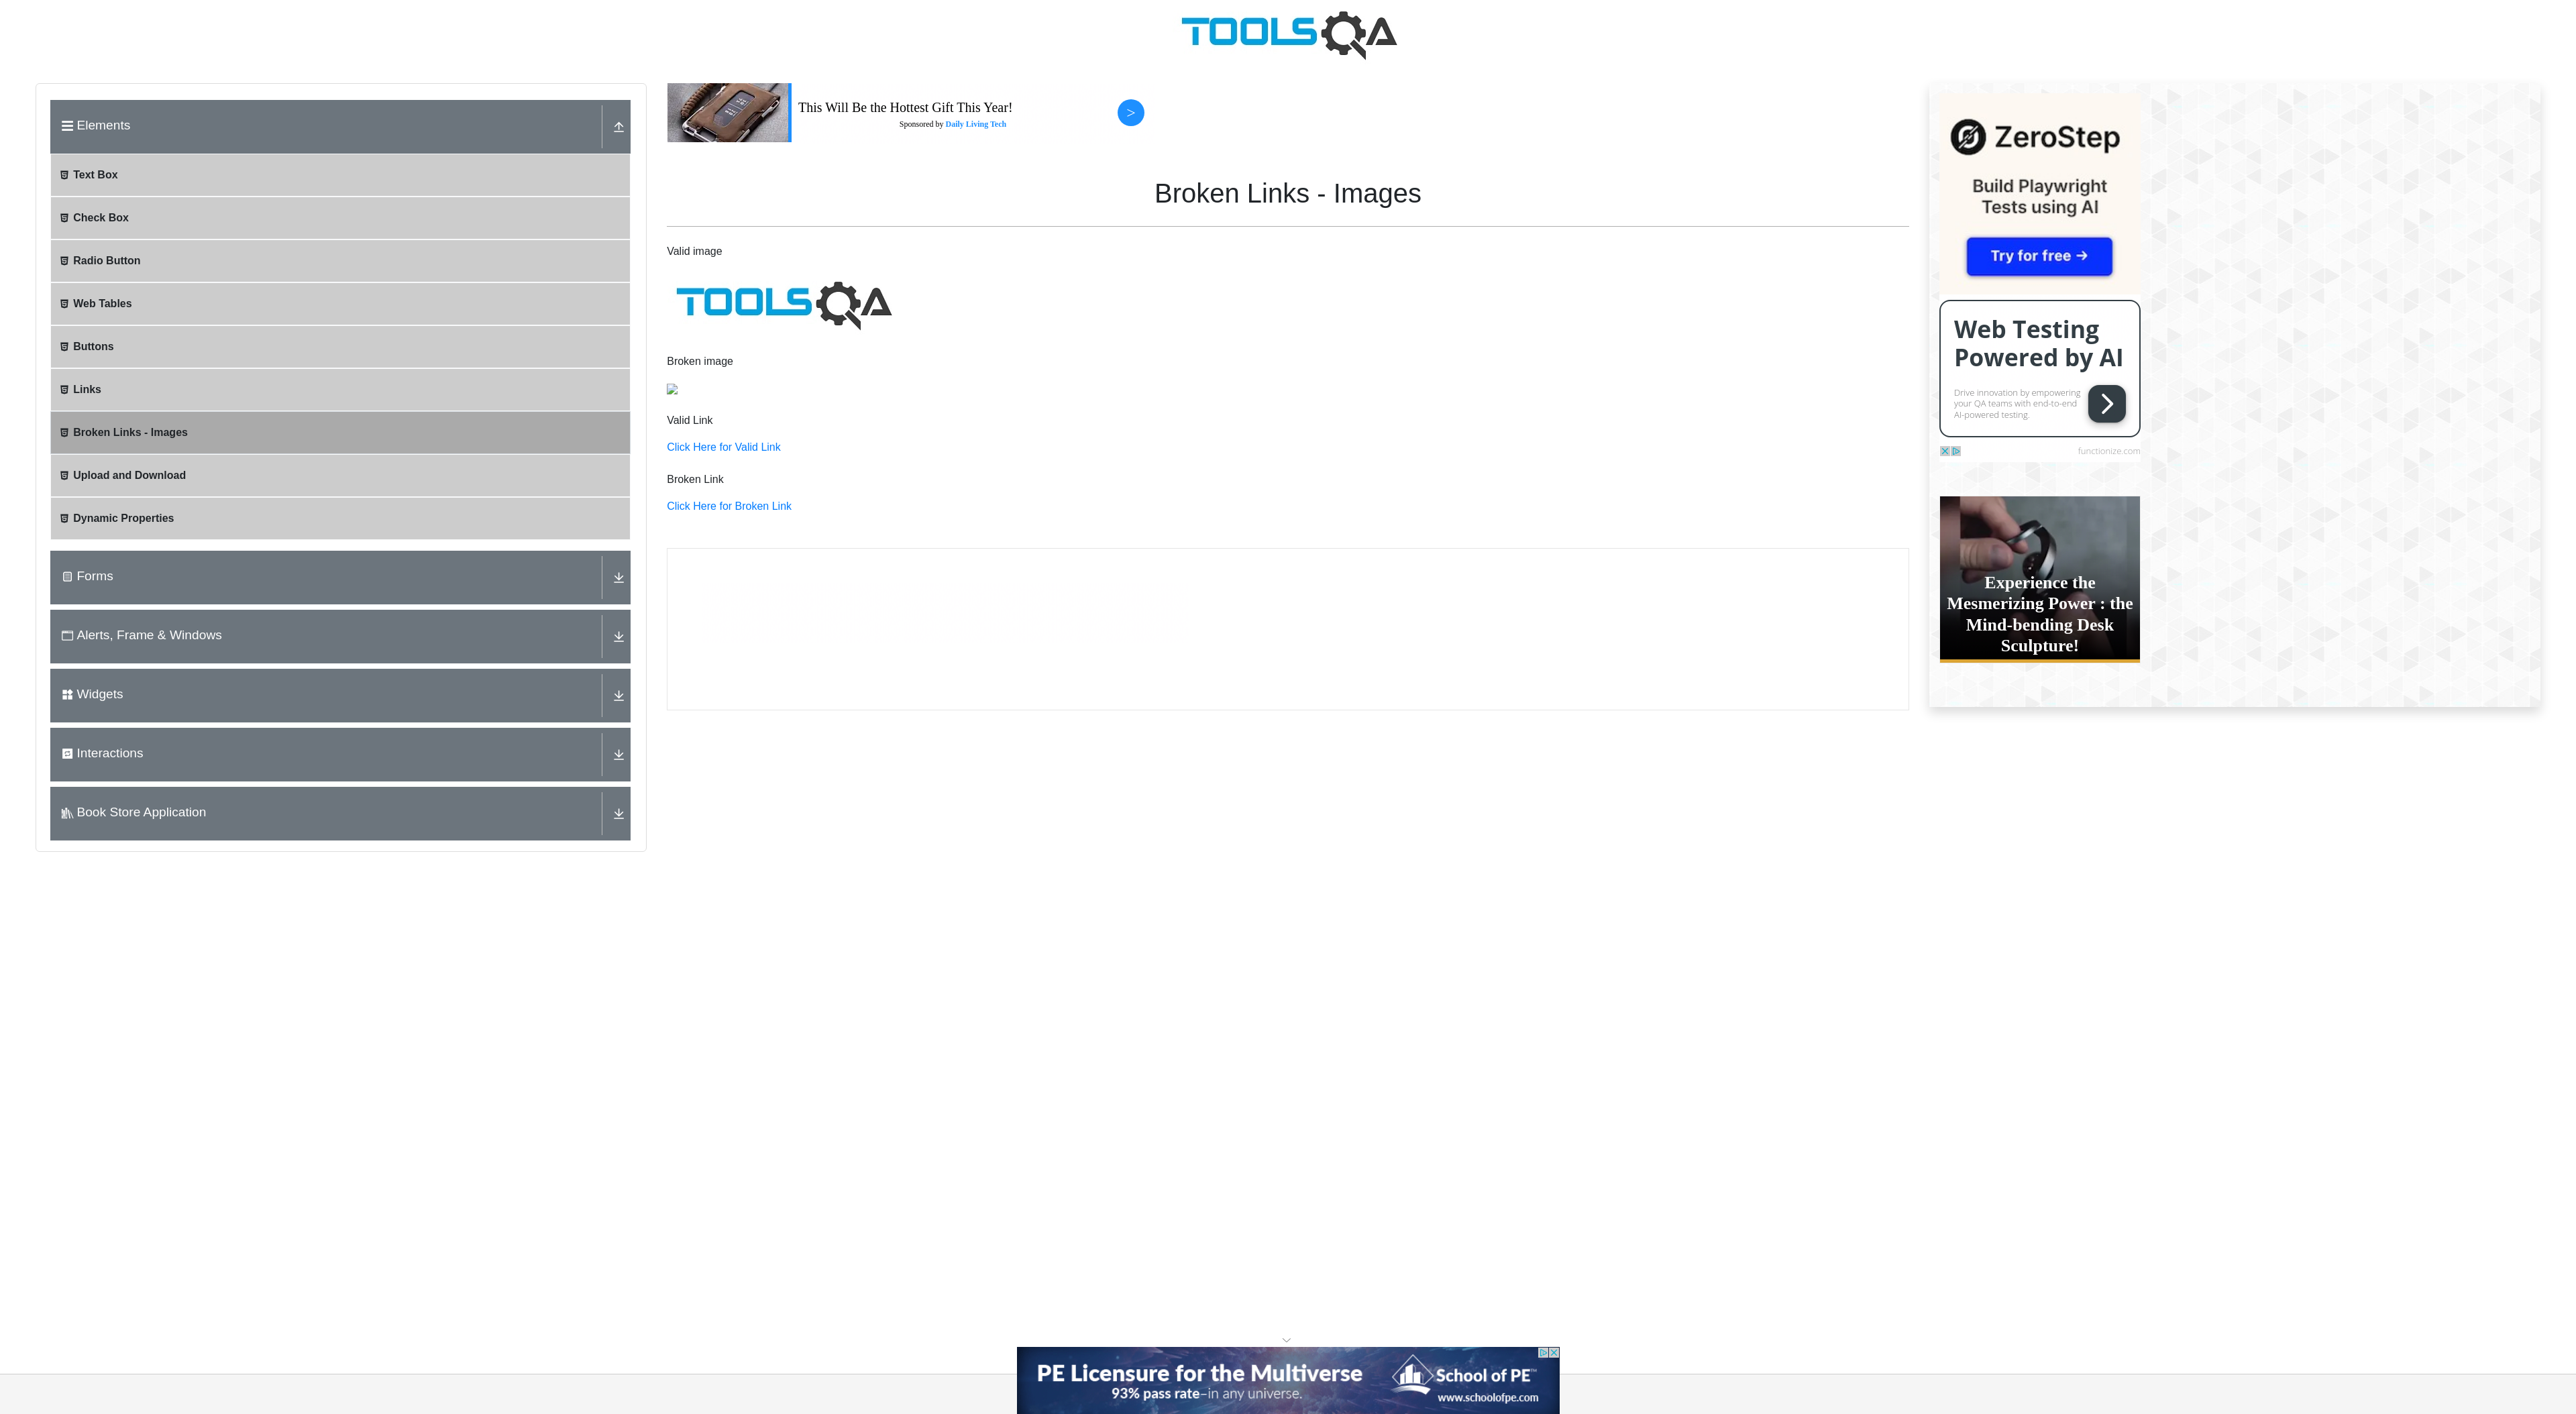 TOOLSQA
Elements
Text Box
Check Box
Radio Button
Web Tables
Buttons
Links
Broken Links - Images
Upload and Download
Dynamic Properties
Forms
Alerts, Frame & Windows
Widgets
Interactions
Book Store Application
This Will Be the Hottest Gift This Year!
Sponsored by Daily Living Tech
>
Broken Links - Images
Valid image
TOOLSQA
Broken image
Valid Link
Click Here for Valid Link
Broken Link
Click Here for Broken Link
ZeroStep
Build Playwright
Tests using AI
Try for free →
Web Testing
Powered by AI
Drive innovation by empowering
your QA teams with end-to-end
AI-powered testing.
functionize.com
Experience the
Mesmerizing Power : the
Mind-bending Desk
Sculpture!
PE Licensure for the Multiverse
93% pass rate–in any universe.
School of PE™
www.schoolofpe.com